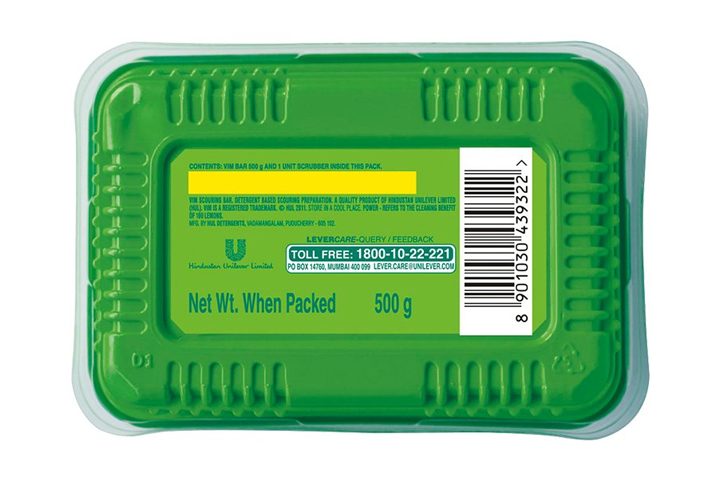 CONTENTS: VIM BAR 500 g AND 1 UNIT SCRUBBER INSIDE THIS PACK.
VIM SCOURING BAR, DETERGENT BASED SCOURING PREPARATION. A QUALITY PRODUCT OF HINDUSTAN UNILEVER LIMITED
(HUL). VIM IS A REGISTERED TRADEMARK. © HUL 2011. STORE IN A COOL PLACE. POWER - REFERS TO THE CLEANING BENEFIT
OF 100 LEMONS.
MFG. BY HUL DETERGENTS, VADAMANGALAM, PUDUCHERRY - 605 102.
LEVERCARE-QUERY / FEEDBACK
TOLL FREE: 1800-10-22-221
PO BOX 14760, MUMBAI 400 099 LEVER.CARE@UNILEVER.COM
Hindustan Unilever Limited
Net Wt. When Packed 500 g
8 901030 439322 >
01